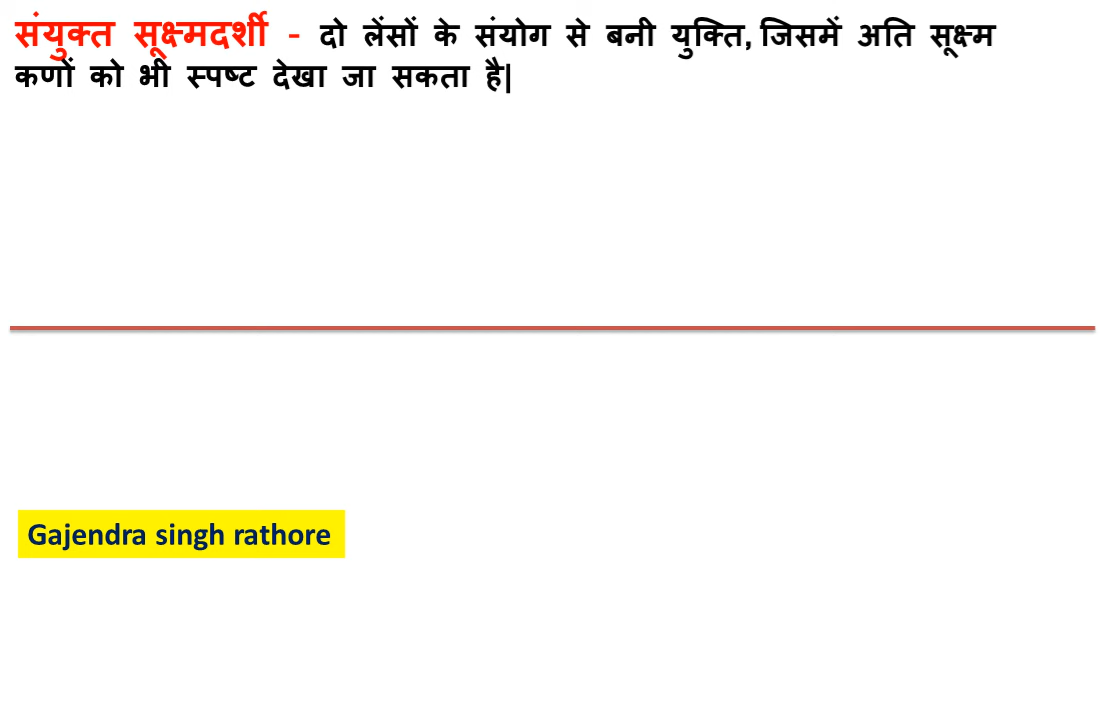 संयुक्त सूक्ष्मदर्शी - दो लेंसों के संयोग से बनी युक्ति, जिसमें अति सूक्ष्म
कणों को भी स्पष्ट देखा जा सकता है|
Gajendra singh rathore